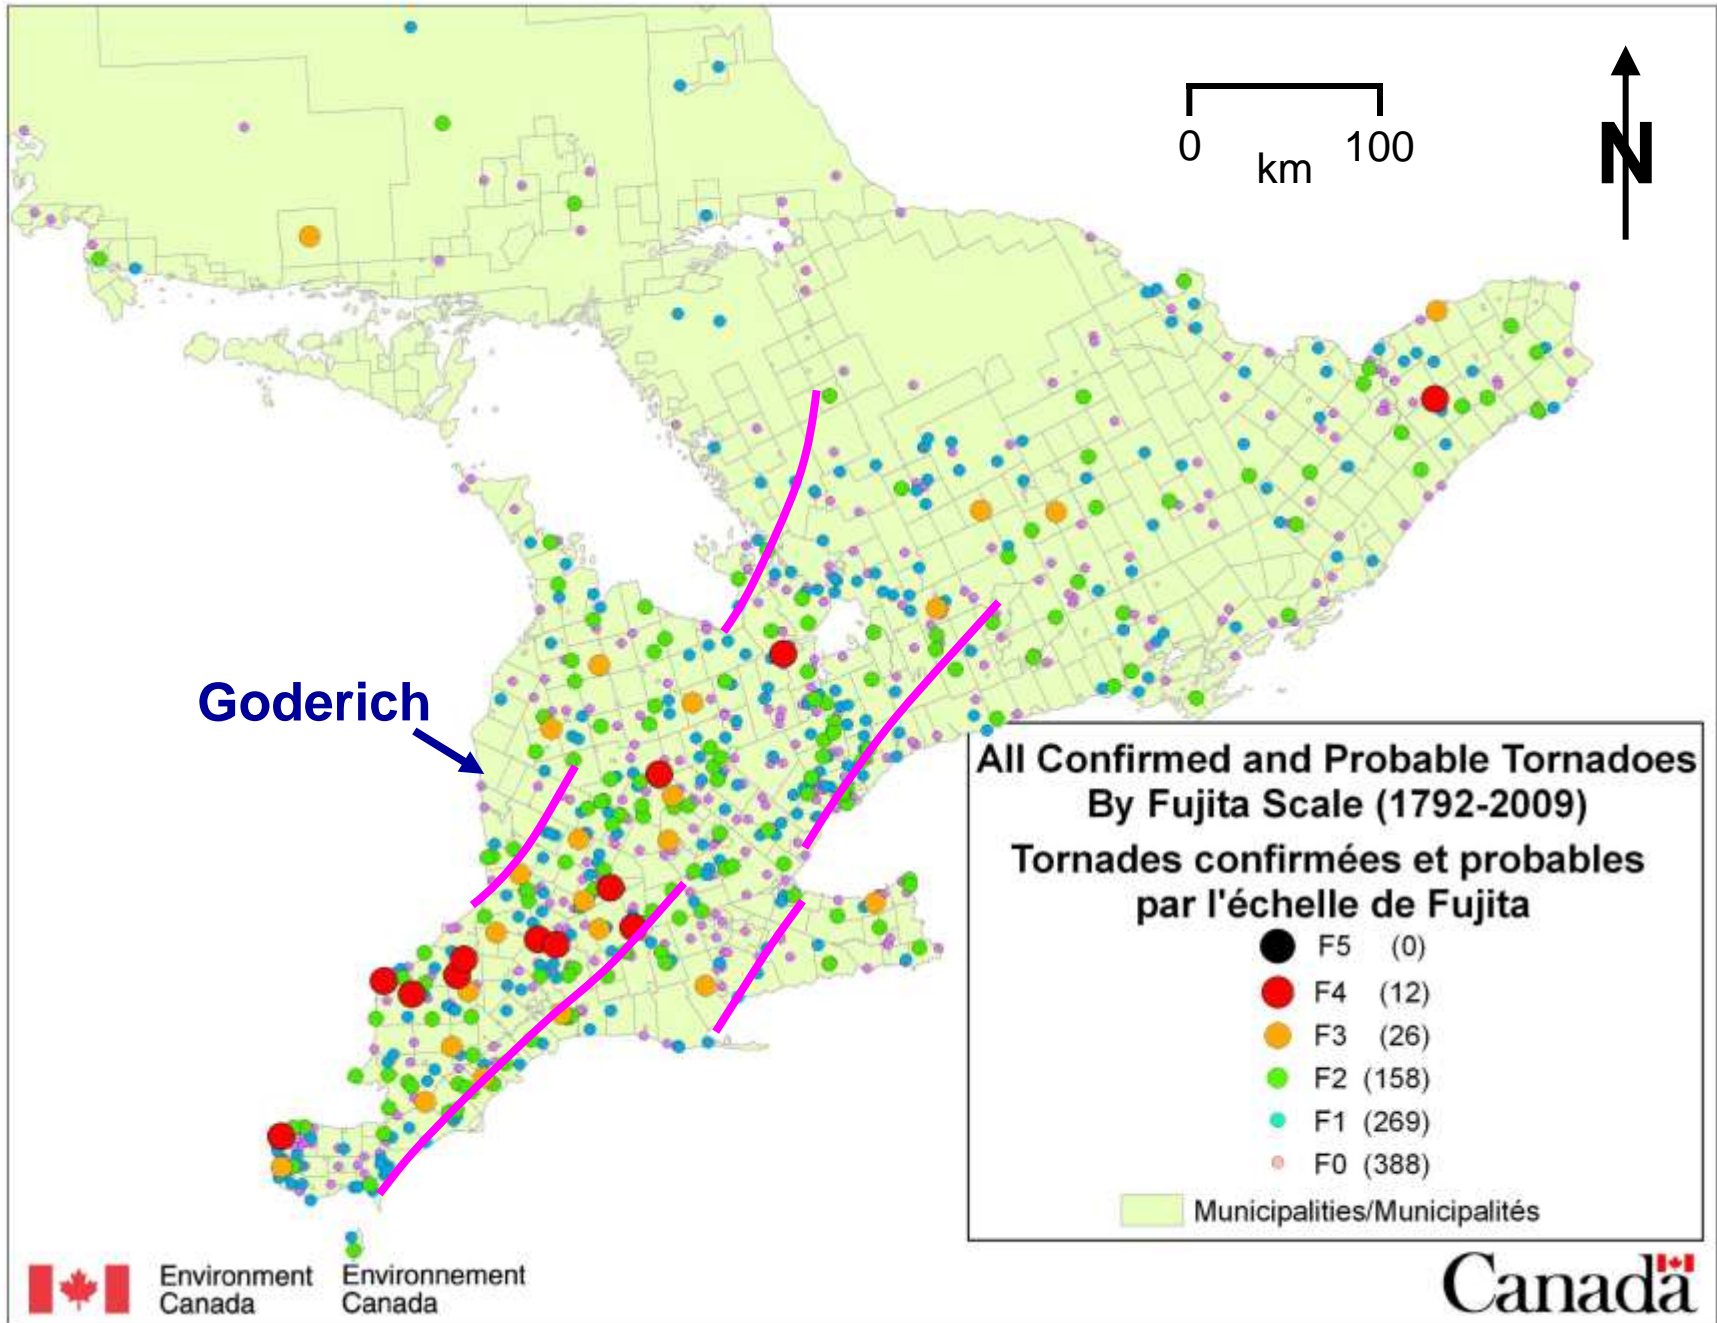 0 100
km
N
Goderich
All Confirmed and Probable Tornadoes
By Fujita Scale (1792-2009)
Tornades confirmées et probables
par l'échelle de Fujita
F5 (0)
F4 (12)
F3 (26)
F2 (158)
F1 (269)
F0 (388)
Municipalities/Municipalités
Environment Environnement
Canada Canada
Canada